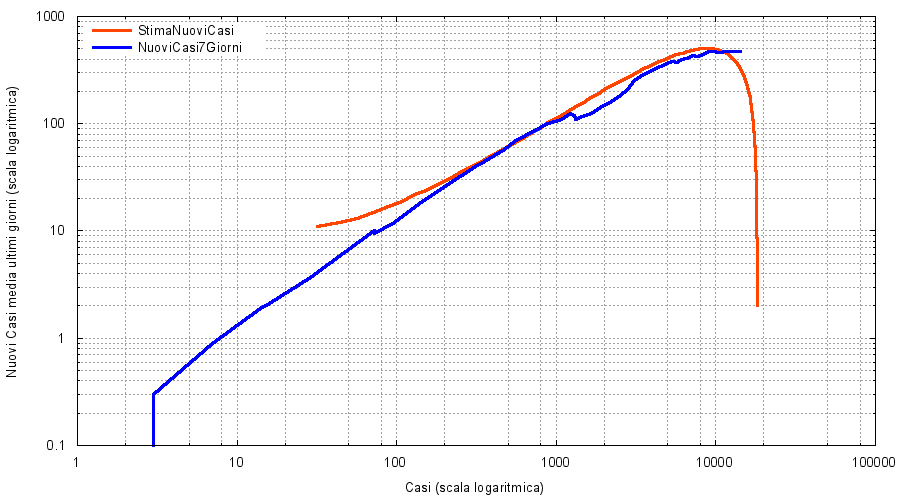 1000
100
10
1
0.1
Nuovi Casi media ultimi giorni (scala logaritmica)
StimaNuoviCasi
NuoviCasi7Giorni
1 10 100 1000 10000 100000
Casi (scala logaritmica)